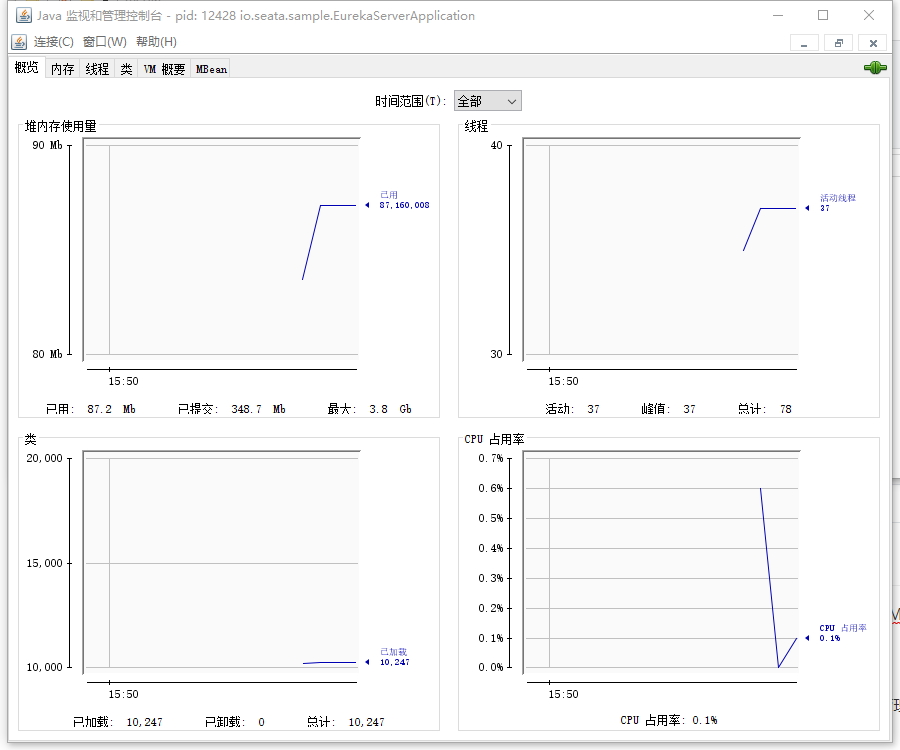 Java 监视和管理控制台 - pid: 12428 io.seata.sample.EurekaServerApplication
连接(C) 窗口(W) 帮助(H)
概览 内存 线程 类 VM 概要 MBean
时间范围(T): 全部
堆内存使用量
90 Mb
已用
87,160,008
80 Mb
15:50
已用: 87.2 Mb 已提交: 348.7 Mb 最大: 3.8 Gb
线程
40
活动线程
37
30
15:50
活动: 37 峰值: 37 总计: 78
类
20,000
15,000
已加载
10,247
10,000
15:50
已加载: 10,247 已卸载: 0 总计: 10,247
CPU 占用率
0.7%
0.6%
0.5%
0.4%
0.3%
0.2%
CPU 占用率
0.1%
0.1%
0.0%
15:50
CPU 占用率: 0.1%